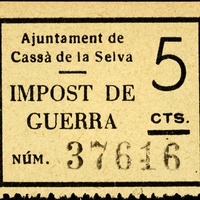 Ajuntament de
Cassà de la Selva
IMPOST DE
GUERRA
5
CTS.
NÚM. 37616